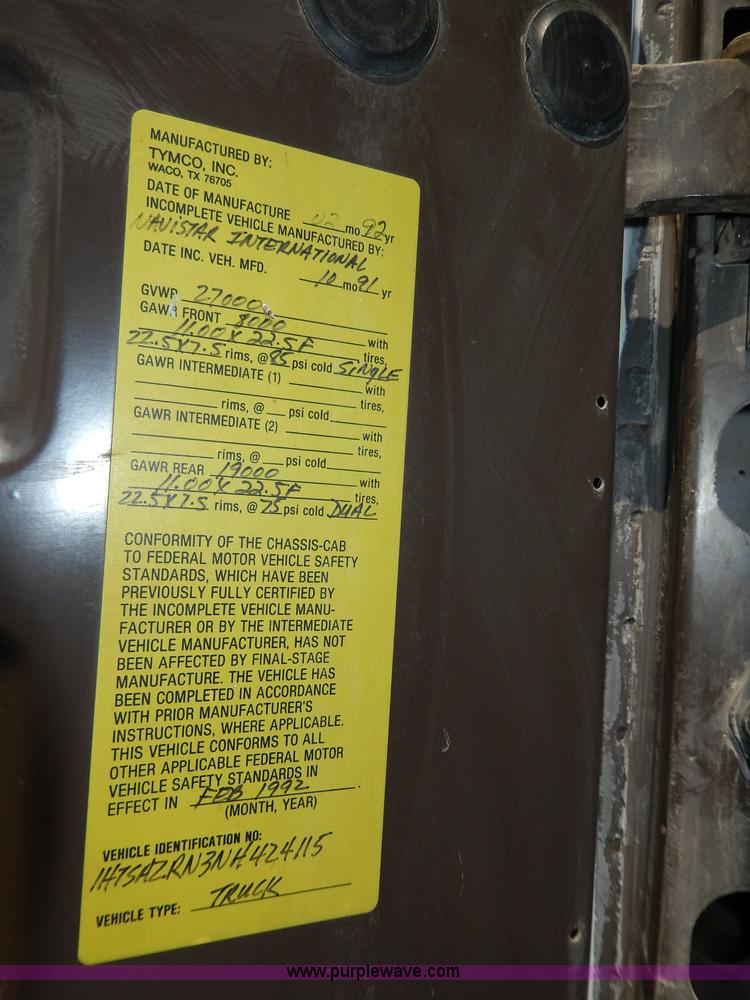 MANUFACTURED BY:
TYMCO, INC.
WACO, TX 76705
DATE OF MANUFACTURE 02 mo 92 yr
INCOMPLETE VEHICLE MANUFACTURED BY:
NAVISTAR INTERNATIONAL
DATE INC. VEH. MFD. 10 mo 91 yr
GVWR 27000
GAWR FRONT 8000 with
11.00 X 22.5F tires,
22.5X7.5 rims, @ 85 psi cold SINGLE
GAWR INTERMEDIATE (1) with
tires,
rims, @ psi cold
GAWR INTERMEDIATE (2) with
tires,
rims, @ psi cold
GAWR REAR 19000 with
11.00 X 22.5F tires,
22.5X7.5 rims, @ 75 psi cold DUAL
CONFORMITY OF THE CHASSIS-CAB
TO FEDERAL MOTOR VEHICLE SAFETY
STANDARDS, WHICH HAVE BEEN
PREVIOUSLY FULLY CERTIFIED BY
THE INCOMPLETE VEHICLE MANU-
FACTURER OR BY THE INTERMEDIATE
VEHICLE MANUFACTURER, HAS NOT
BEEN AFFECTED BY FINAL-STAGE
MANUFACTURE. THE VEHICLE HAS
BEEN COMPLETED IN ACCORDANCE
WITH PRIOR MANUFACTURER'S
INSTRUCTIONS, WHERE APPLICABLE.
THIS VEHICLE CONFORMS TO ALL
OTHER APPLICABLE FEDERAL MOTOR
VEHICLE SAFETY STANDARDS IN
EFFECT IN FEB 1992.
(MONTH, YEAR)
VEHICLE IDENTIFICATION NO:
1HTSAZRN3NH424115
VEHICLE TYPE: TRUCK
www.purplewave.com